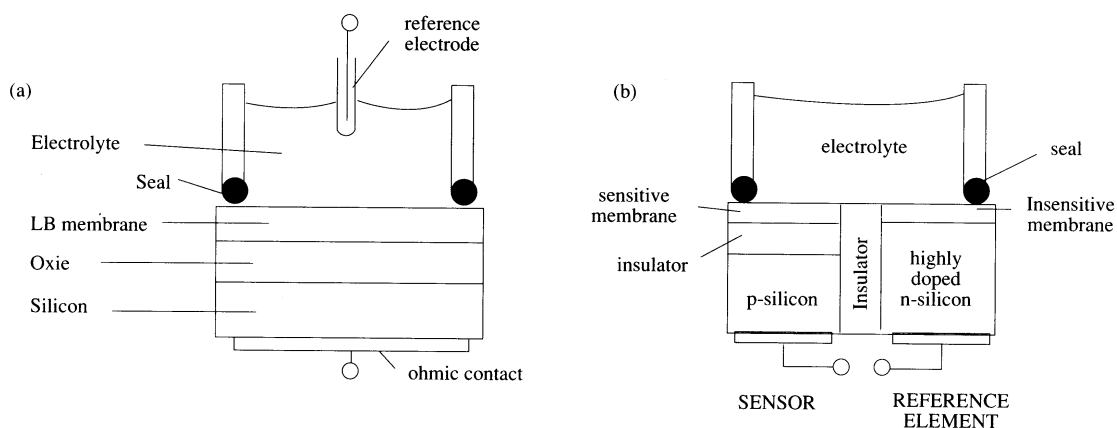 (a)
reference
electrode
Electrolyte
Seal
LB membrane
Oxie
Silicon
ohmic contact
(b)
electrolyte
seal
sensitive
membrane
Insensitive
membrane
insulator
Insulator
p-silicon
highly
doped
n-silicon
SENSOR
REFERENCE
ELEMENT